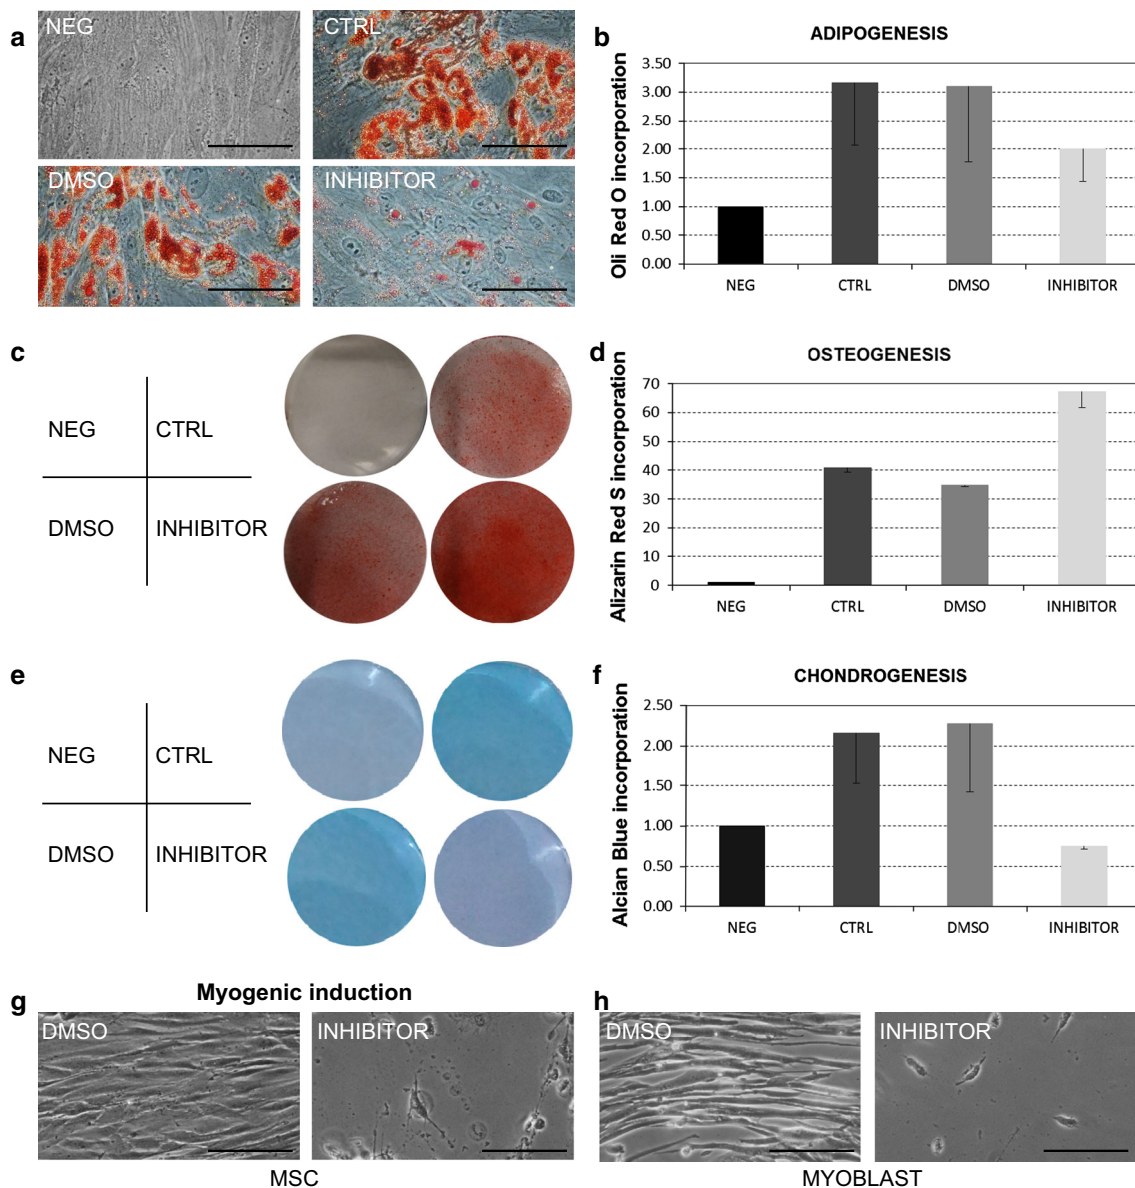 a
NEG
CTRL
DMSO
INHIBITOR
b
ADIPOGENESIS
Oli Red O incorporation
3.50
3.00
2.50
2.00
1.50
1.00
0.50
0.00
NEG CTRL DMSO INHIBITOR
c
NEG CTRL
DMSO INHIBITOR
d
OSTEOGENESIS
Alizarin Red S incorporation
70
60
50
40
30
20
10
0
NEG CTRL DMSO INHIBITOR
e
NEG CTRL
DMSO INHIBITOR
f
CHONDROGENESIS
Alcian Blue incorporation
2.50
2.00
1.50
1.00
0.50
0.00
NEG CTRL DMSO INHIBITOR
g
Myogenic induction
DMSO
INHIBITOR
MSC
h
DMSO
INHIBITOR
MYOBLAST